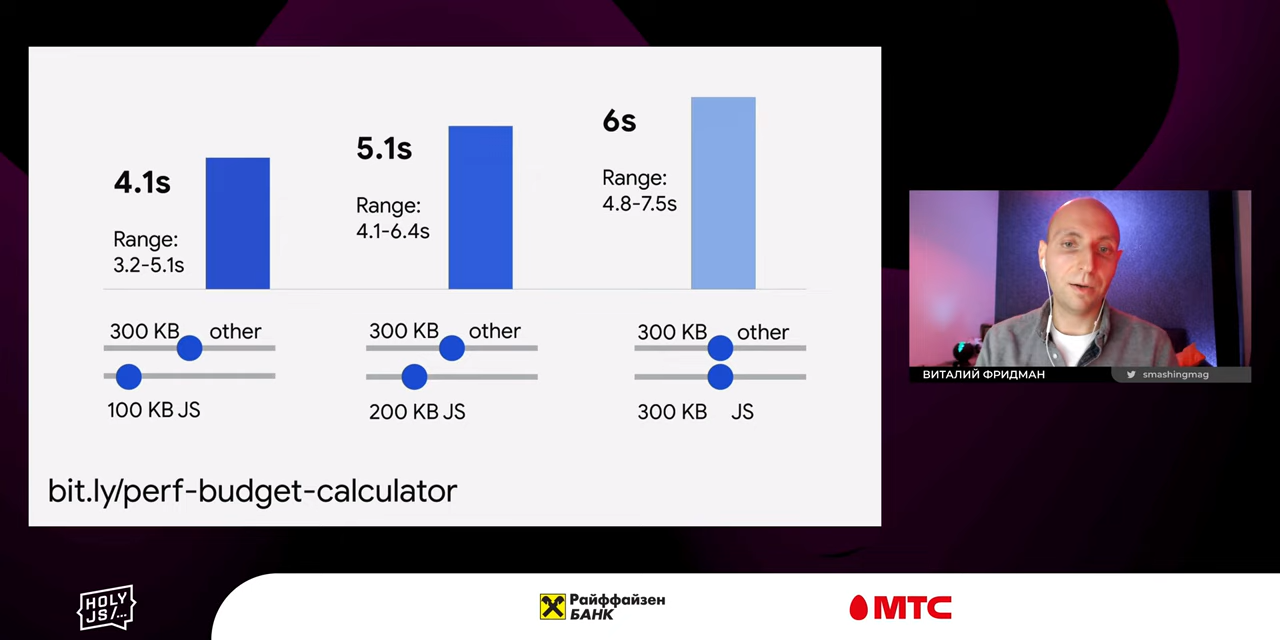 4.1s
Range:
3.2-5.1s
5.1s
Range:
4.1-6.4s
6s
Range:
4.8-7.5s
300 KB other
100 KB JS
300 KB other
200 KB JS
300 KB other
300 KB JS
bit.ly/perf-budget-calculator
ВИТАЛИЙ ФРИДМАН
smashingmag
HOLY
JS/...
Райффайзен
БАНК
МТС